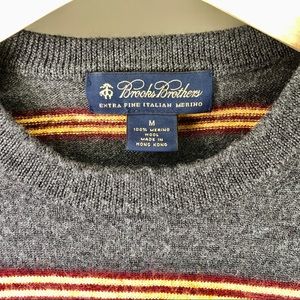 Brooks Brothers
EXTRA FINE ITALIAN MERINO
M
100% MERINO
WOOL
MADE IN
HONG KONG